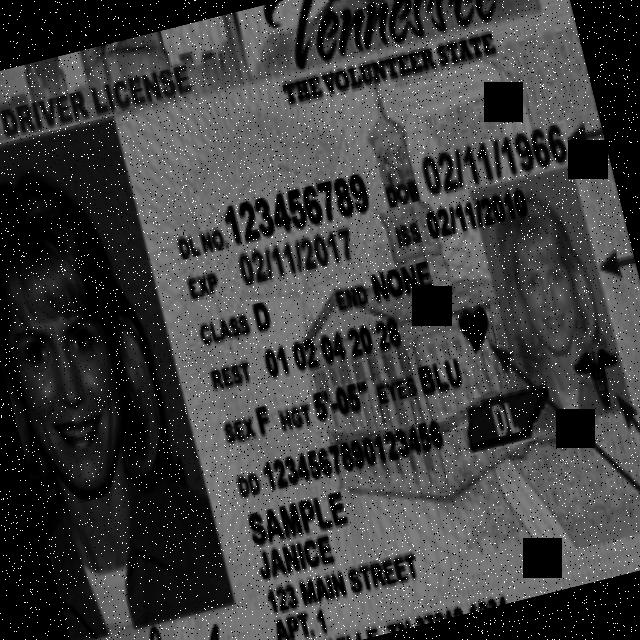 Tennessee
THE VOLUNTEER STATE
DRIVER LICENSE
DL NO. 123456789 DOB 02/11/1966
EXP 02/11/2017 ISS 02/11/2010
CLASS D END NONE
REST 01 02 04 20 28
SEX F HGT 5'-05" EYES BLU
DD 1234567890123456
DL
SAMPLE
JANICE
123 MAIN STREET
APT. 1